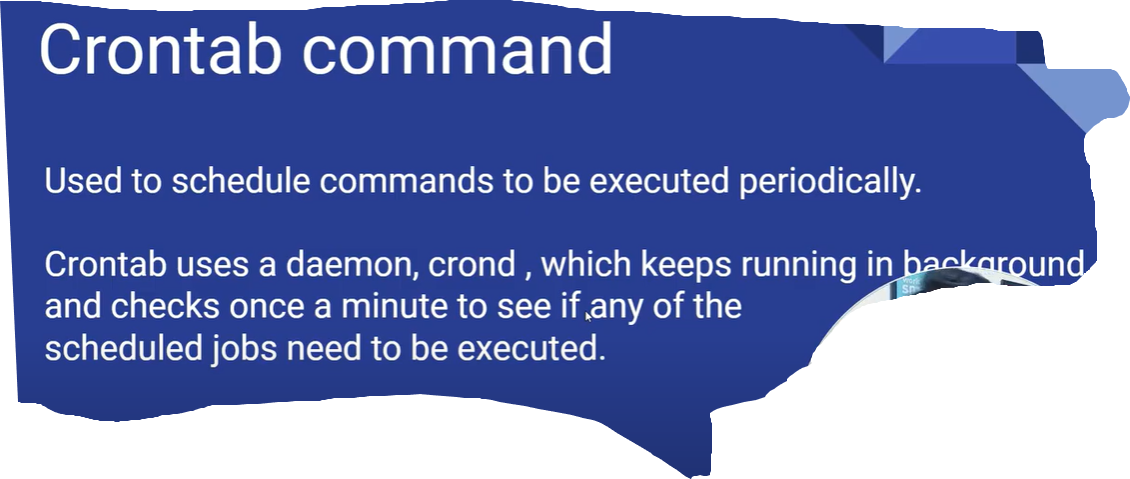 Crontab command
Used to schedule commands to be executed periodically.
Crontab uses a daemon, crond , which keeps running in background
and checks once a minute to see if any of the
scheduled jobs need to be executed.